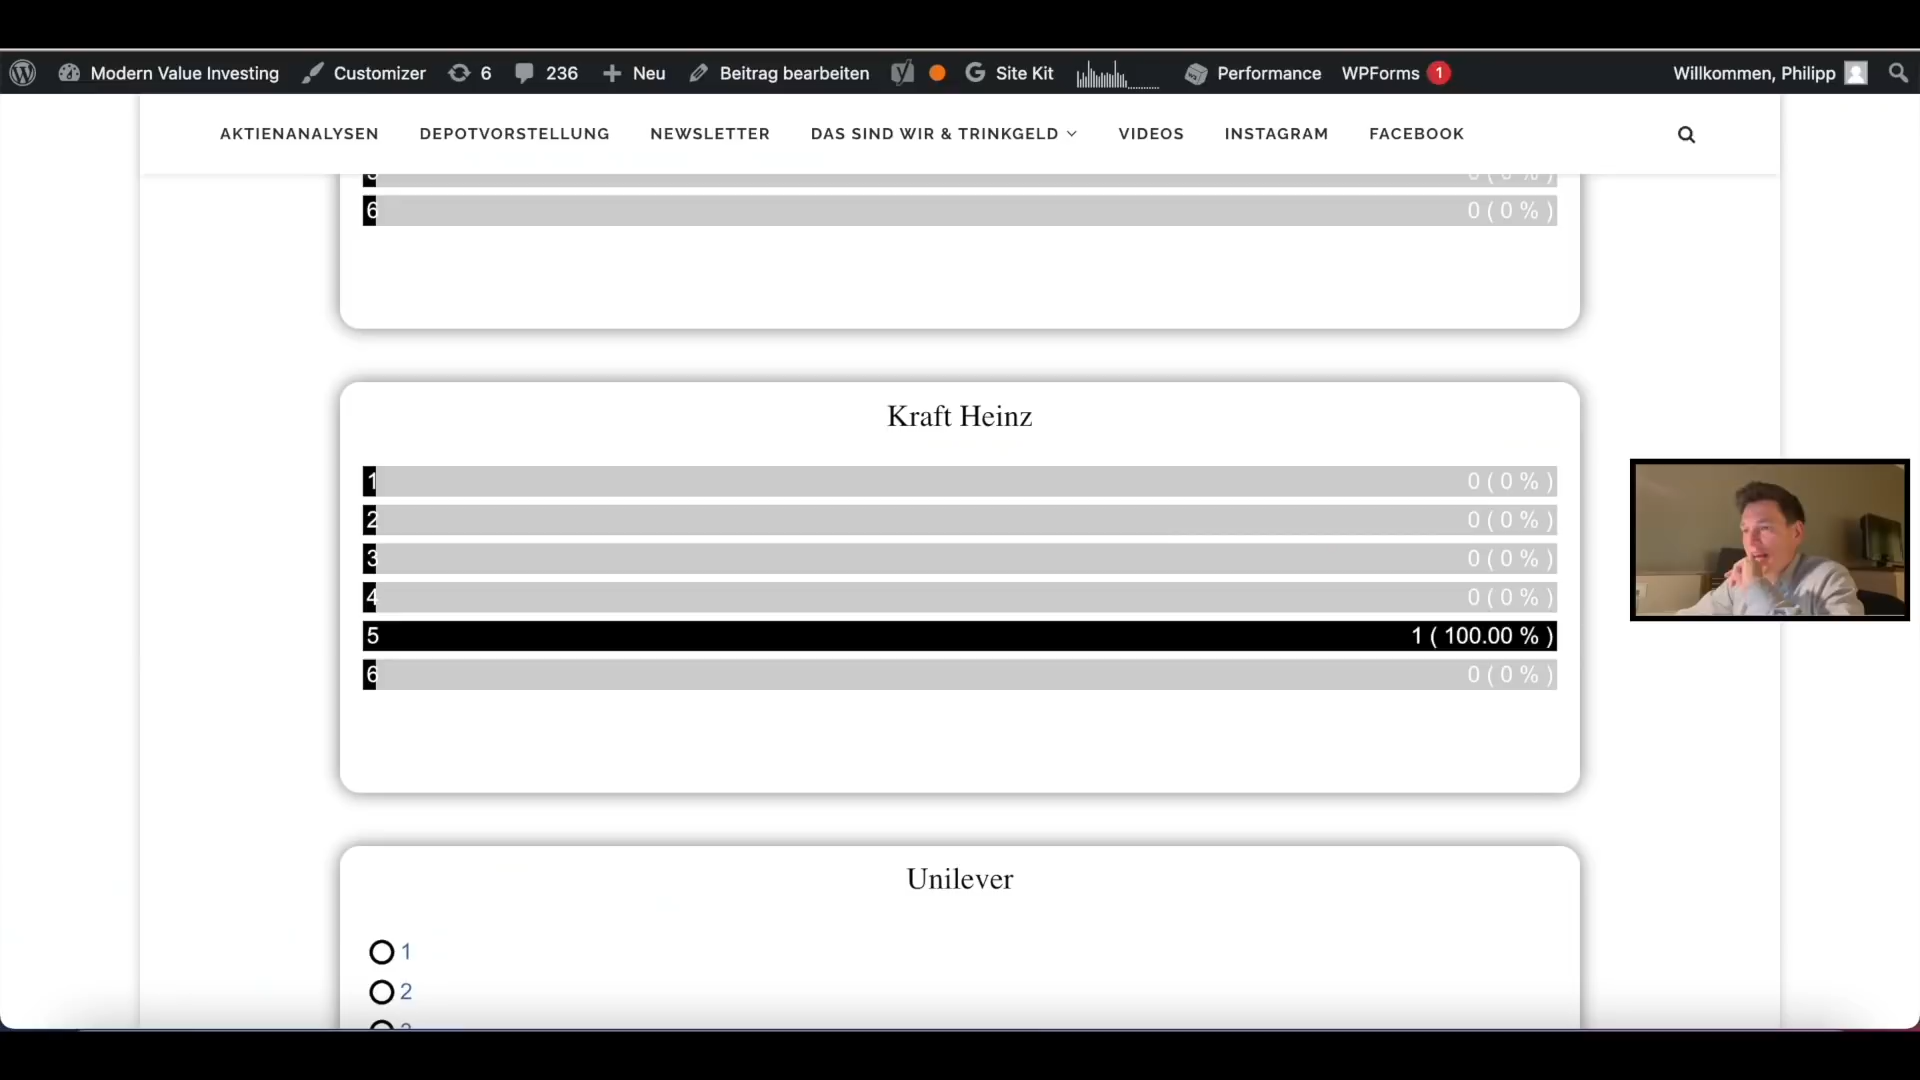 Modern Value Investing Customizer 6 236 Neu Beitrag bearbeiten Site Kit Performance WPForms 1 Willkommen, Philipp
AKTIENANALYSEN DEPOTVORSTELLUNG NEWSLETTER DAS SIND WIR & TRINKGELD VIDEOS INSTAGRAM FACEBOOK
6 0 ( 0 % )
Kraft Heinz
1 0 ( 0 % )
2 0 ( 0 % )
3 0 ( 0 % )
4 0 ( 0 % )
5 1 ( 100.00 % )
6 0 ( 0 % )
Unilever
1
2